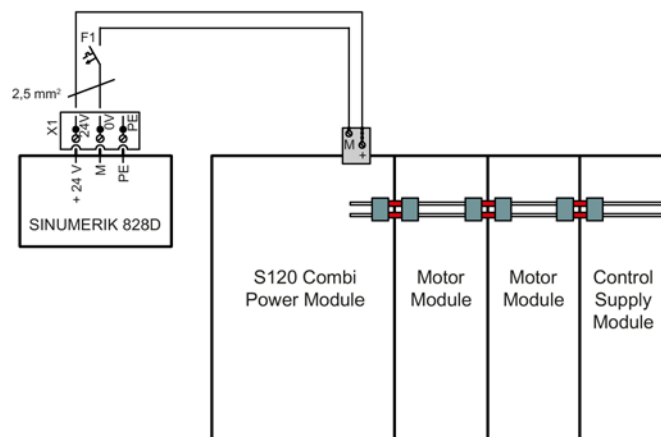 F1
2,5 mm²
X1
24V
0V
PE
+ 24 V
M
PE
SINUMERIK 828D
M
+
S120 Combi
Power Module
Motor
Module
Motor
Module
Control
Supply
Module